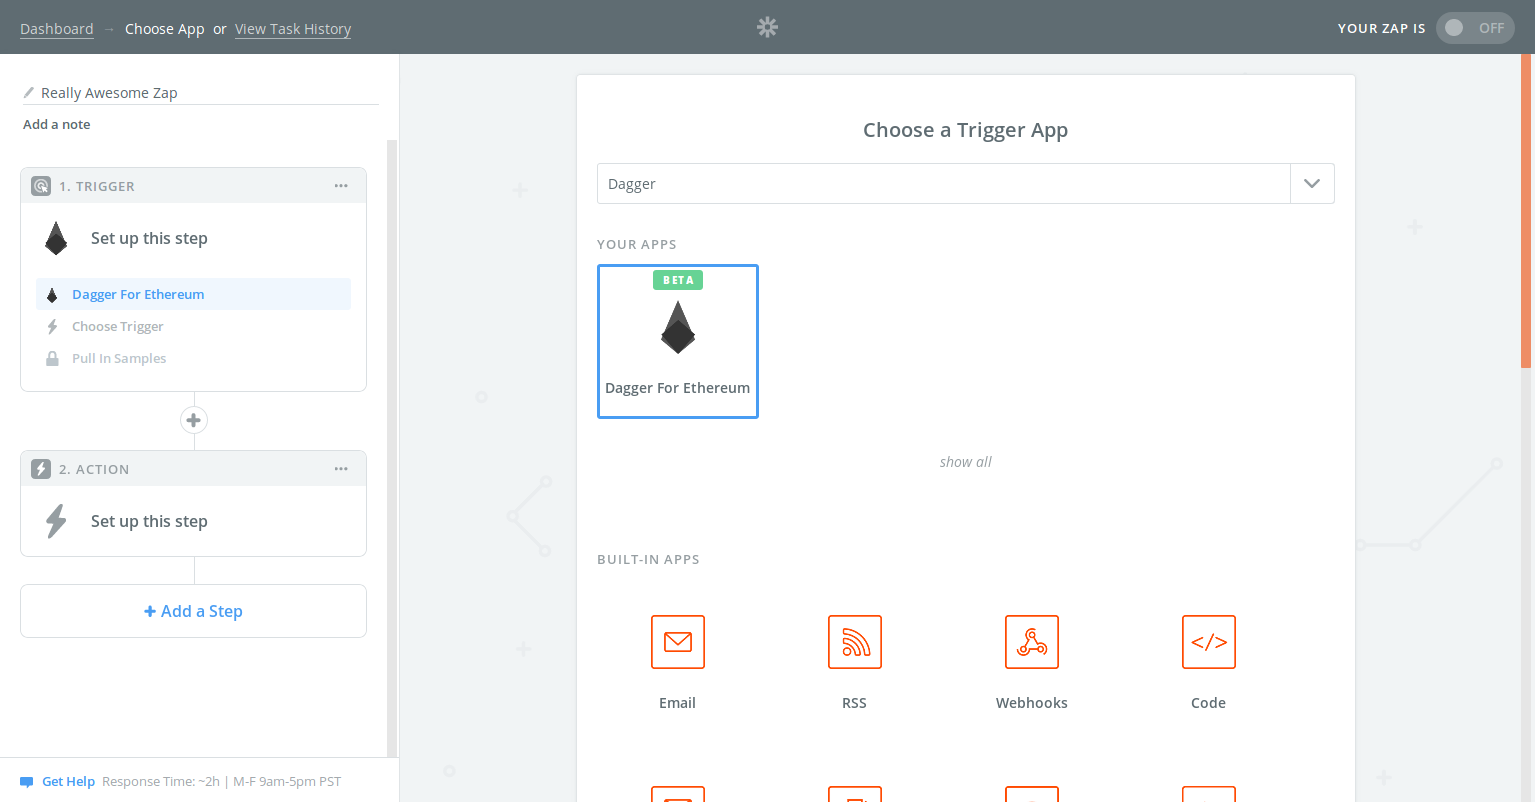 Dashboard → Choose App or View Task History
YOUR ZAP IS OFF
Really Awesome Zap
Add a note
1. TRIGGER
Set up this step
Dagger For Ethereum
Choose Trigger
Pull In Samples
2. ACTION
Set up this step
+ Add a Step
Get Help Response Time: ~2h | M-F 9am-5pm PST
Choose a Trigger App
Dagger
YOUR APPS
BETA
Dagger For Ethereum
show all
BUILT-IN APPS
Email RSS Webhooks Code